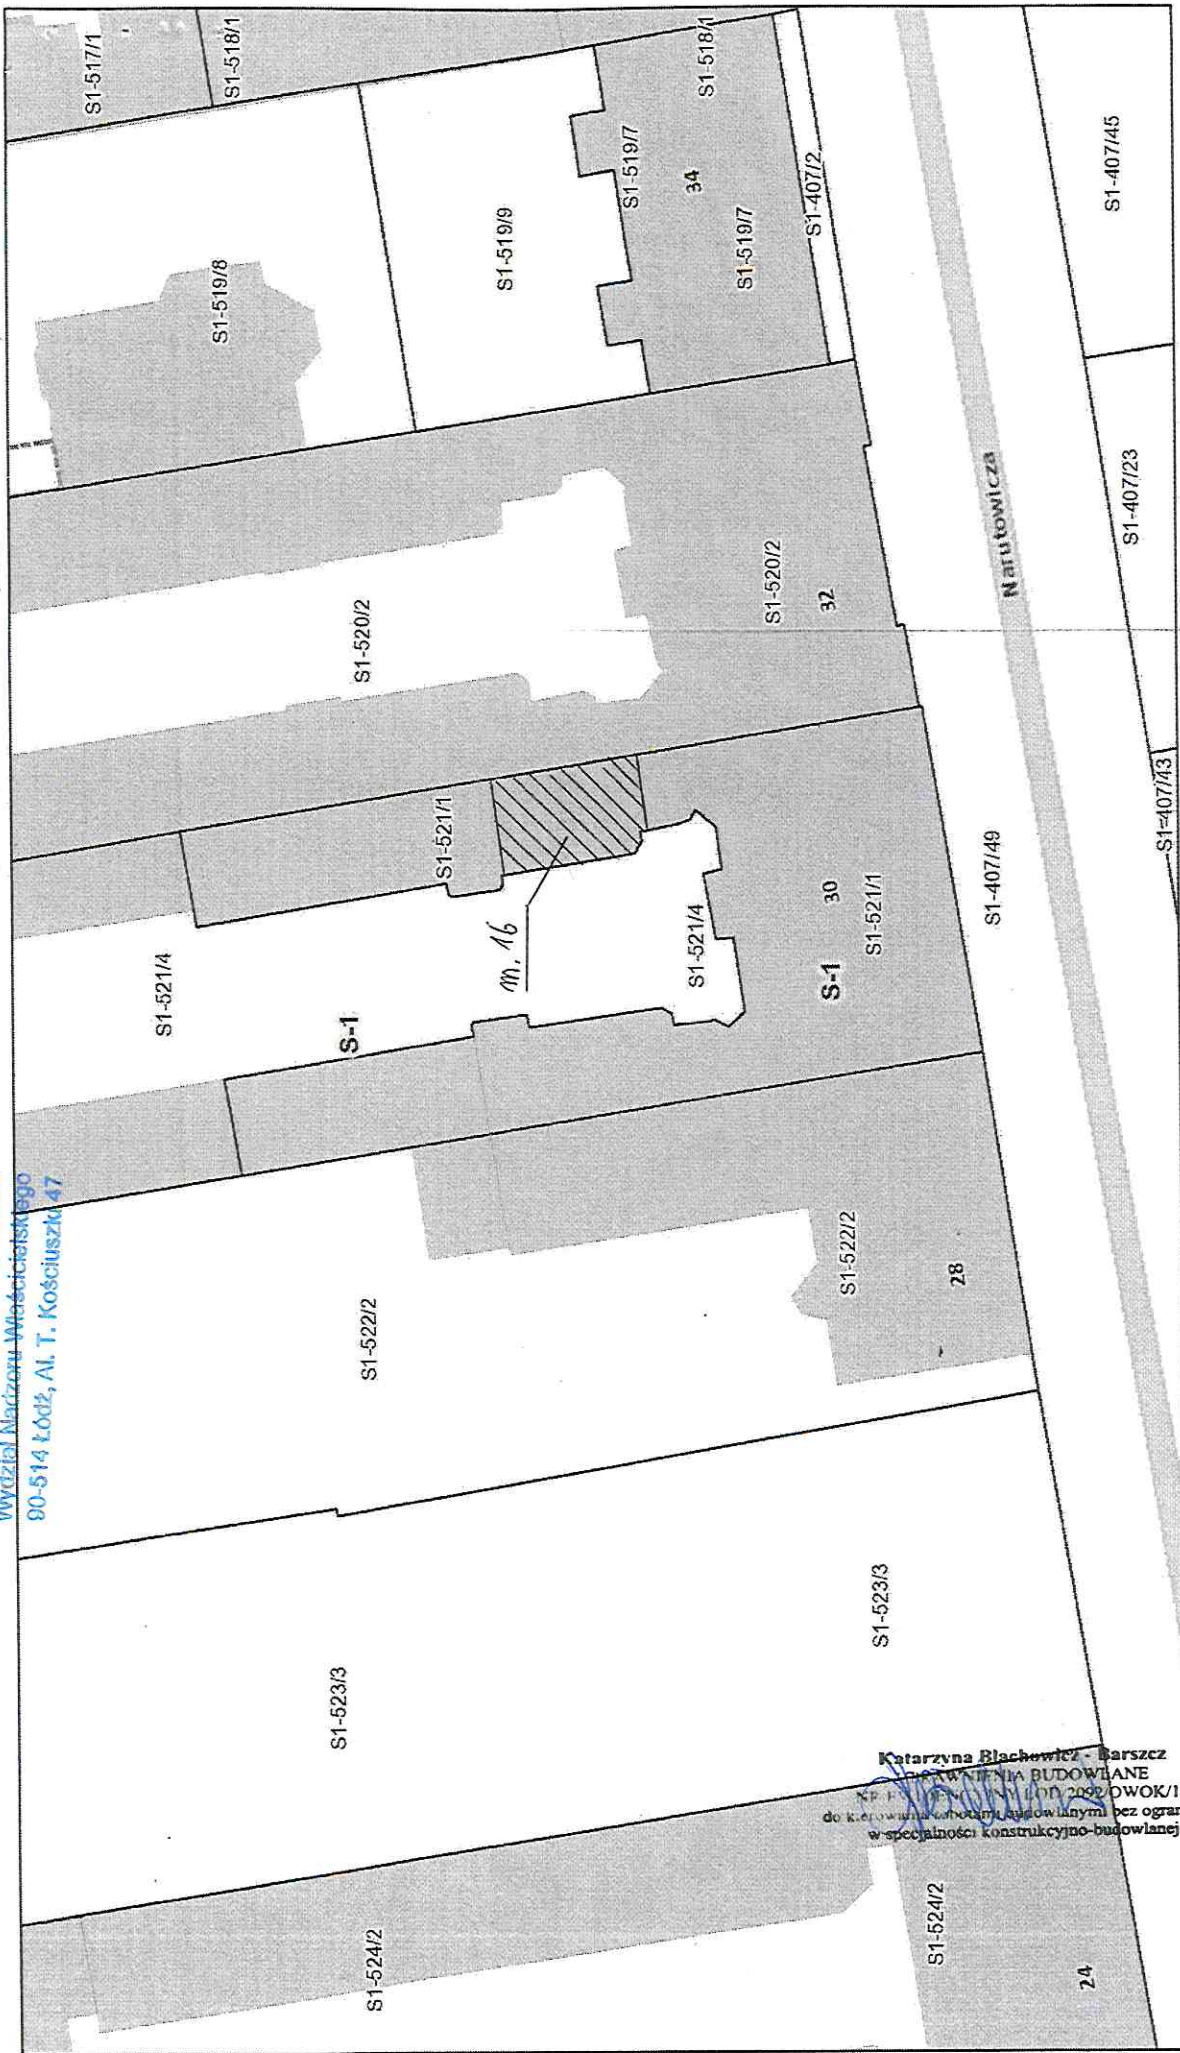 Wydział Nadzoru Właścicielskiego
90-514 Łódź, Al. T. Kościuszki 47
S1-517/1
S1-518/1
S1-518/1
S1-519/7
34
S1-519/7
S1-407/2
S1-407/45
S1-519/9
S1-519/8
S1-407/23
Narutowicza
S1-520/2
32
S1-520/2
S1-521/1
m. 16
S1-521/4
S-1
S1-521/4
30
S-1
S1-521/1
S1-407/49
S1-407/43
S1-522/2
S1-522/2
28
S1-523/3
S1-523/3
S1-524/2
S1-524/2
24
Katarzyna Błachowicz - Barszcz
BUDOWLANE
2092/OWOK/1
do kierowania robotami budowlanymi bez ogran
w specjalności konstrukcyjno-budowlanej